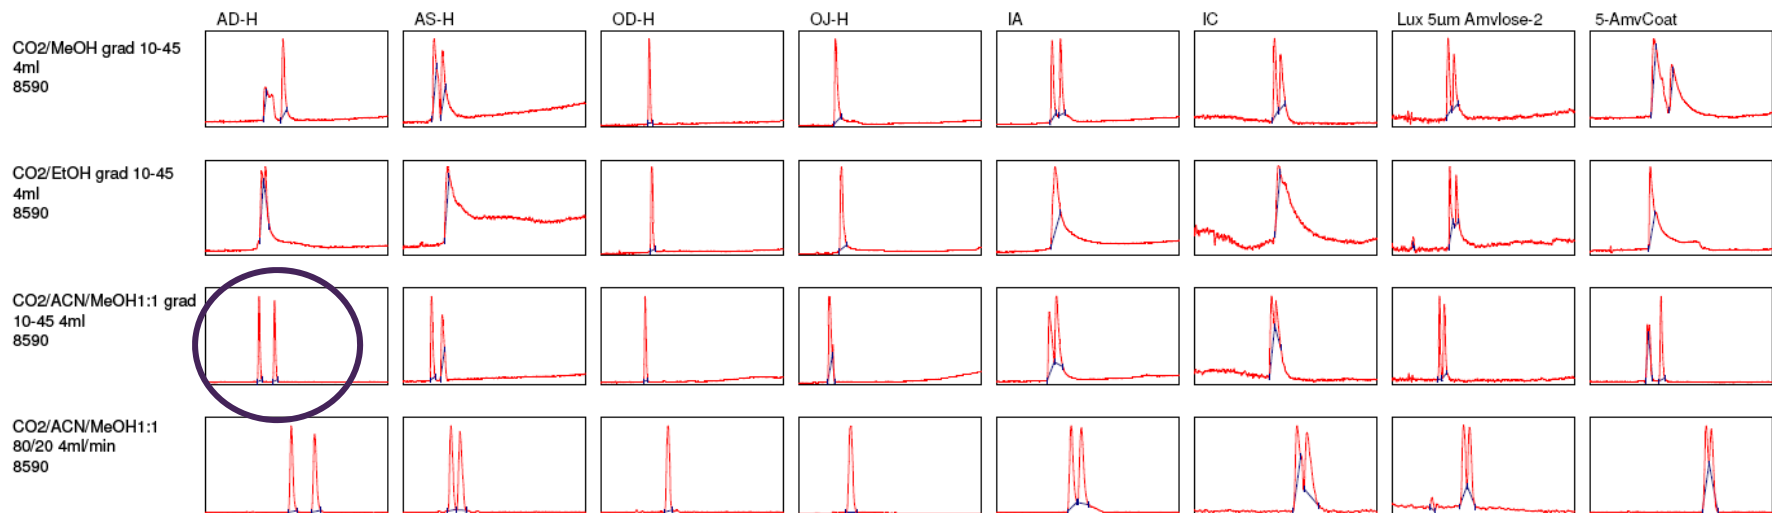 AD-H AS-H OD-H OJ-H IA IC Lux 5um Amvlose-2 5-AmvCoat
CO2/MeOH grad 10-45
4ml
8590
CO2/EtOH grad 10-45
4ml
8590
CO2/ACN/MeOH1:1 grad
10-45 4ml
8590
CO2/ACN/MeOH1:1
80/20 4ml/min
8590